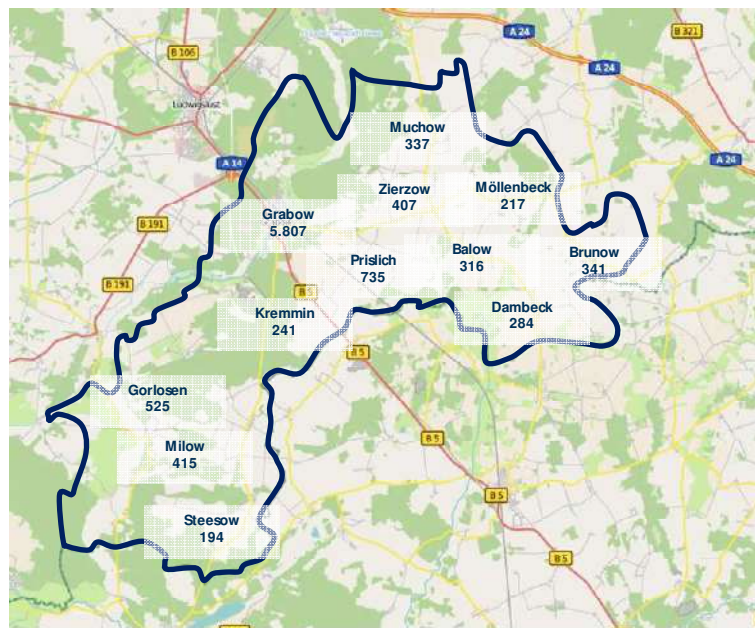 A 24
B 321
B 106
A 24
Ludwigslust
Muchow
337
A 24
A 14
Zierzow
407
Möllenbeck
217
Grabow
5.807
B 191
Prislich
735
Balow
316
Brunow
341
B 191
B 5
Kremmin
241
Dambeck
284
B 5
Gorlosen
525
Milow
415
B 5
B 5
Steesow
194
B 5